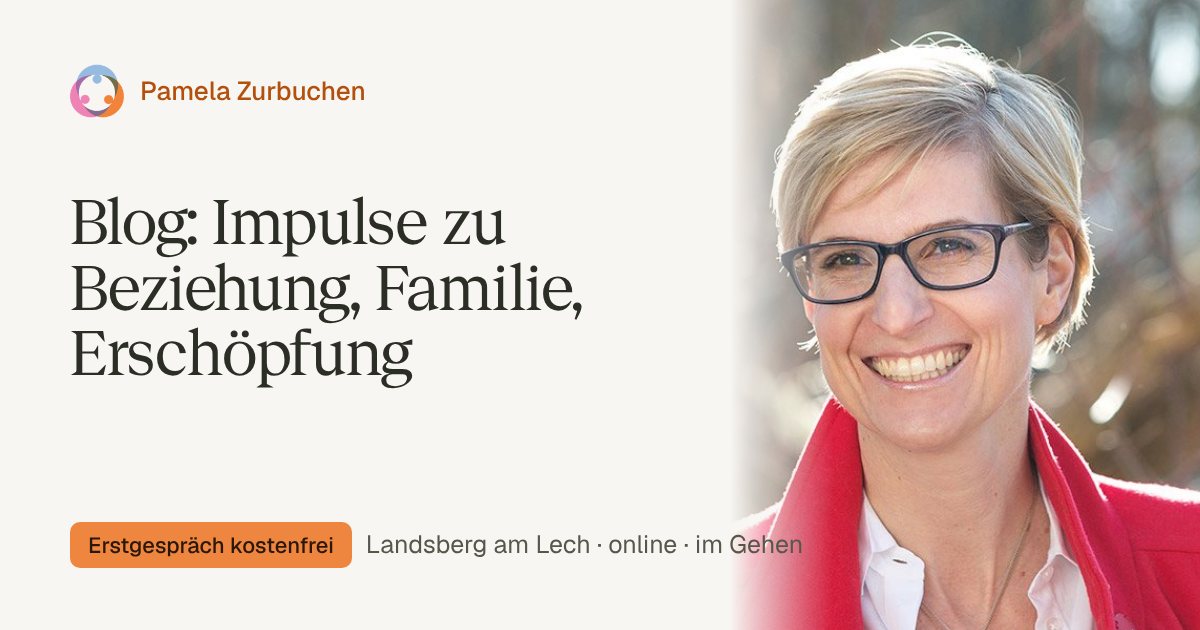 Pamela Zurbuchen
Blog: Impulse zu
Beziehung, Familie,
Erschöpfung
Erstgespräch kostenfrei
Landsberg am Lech · online · im Gehen